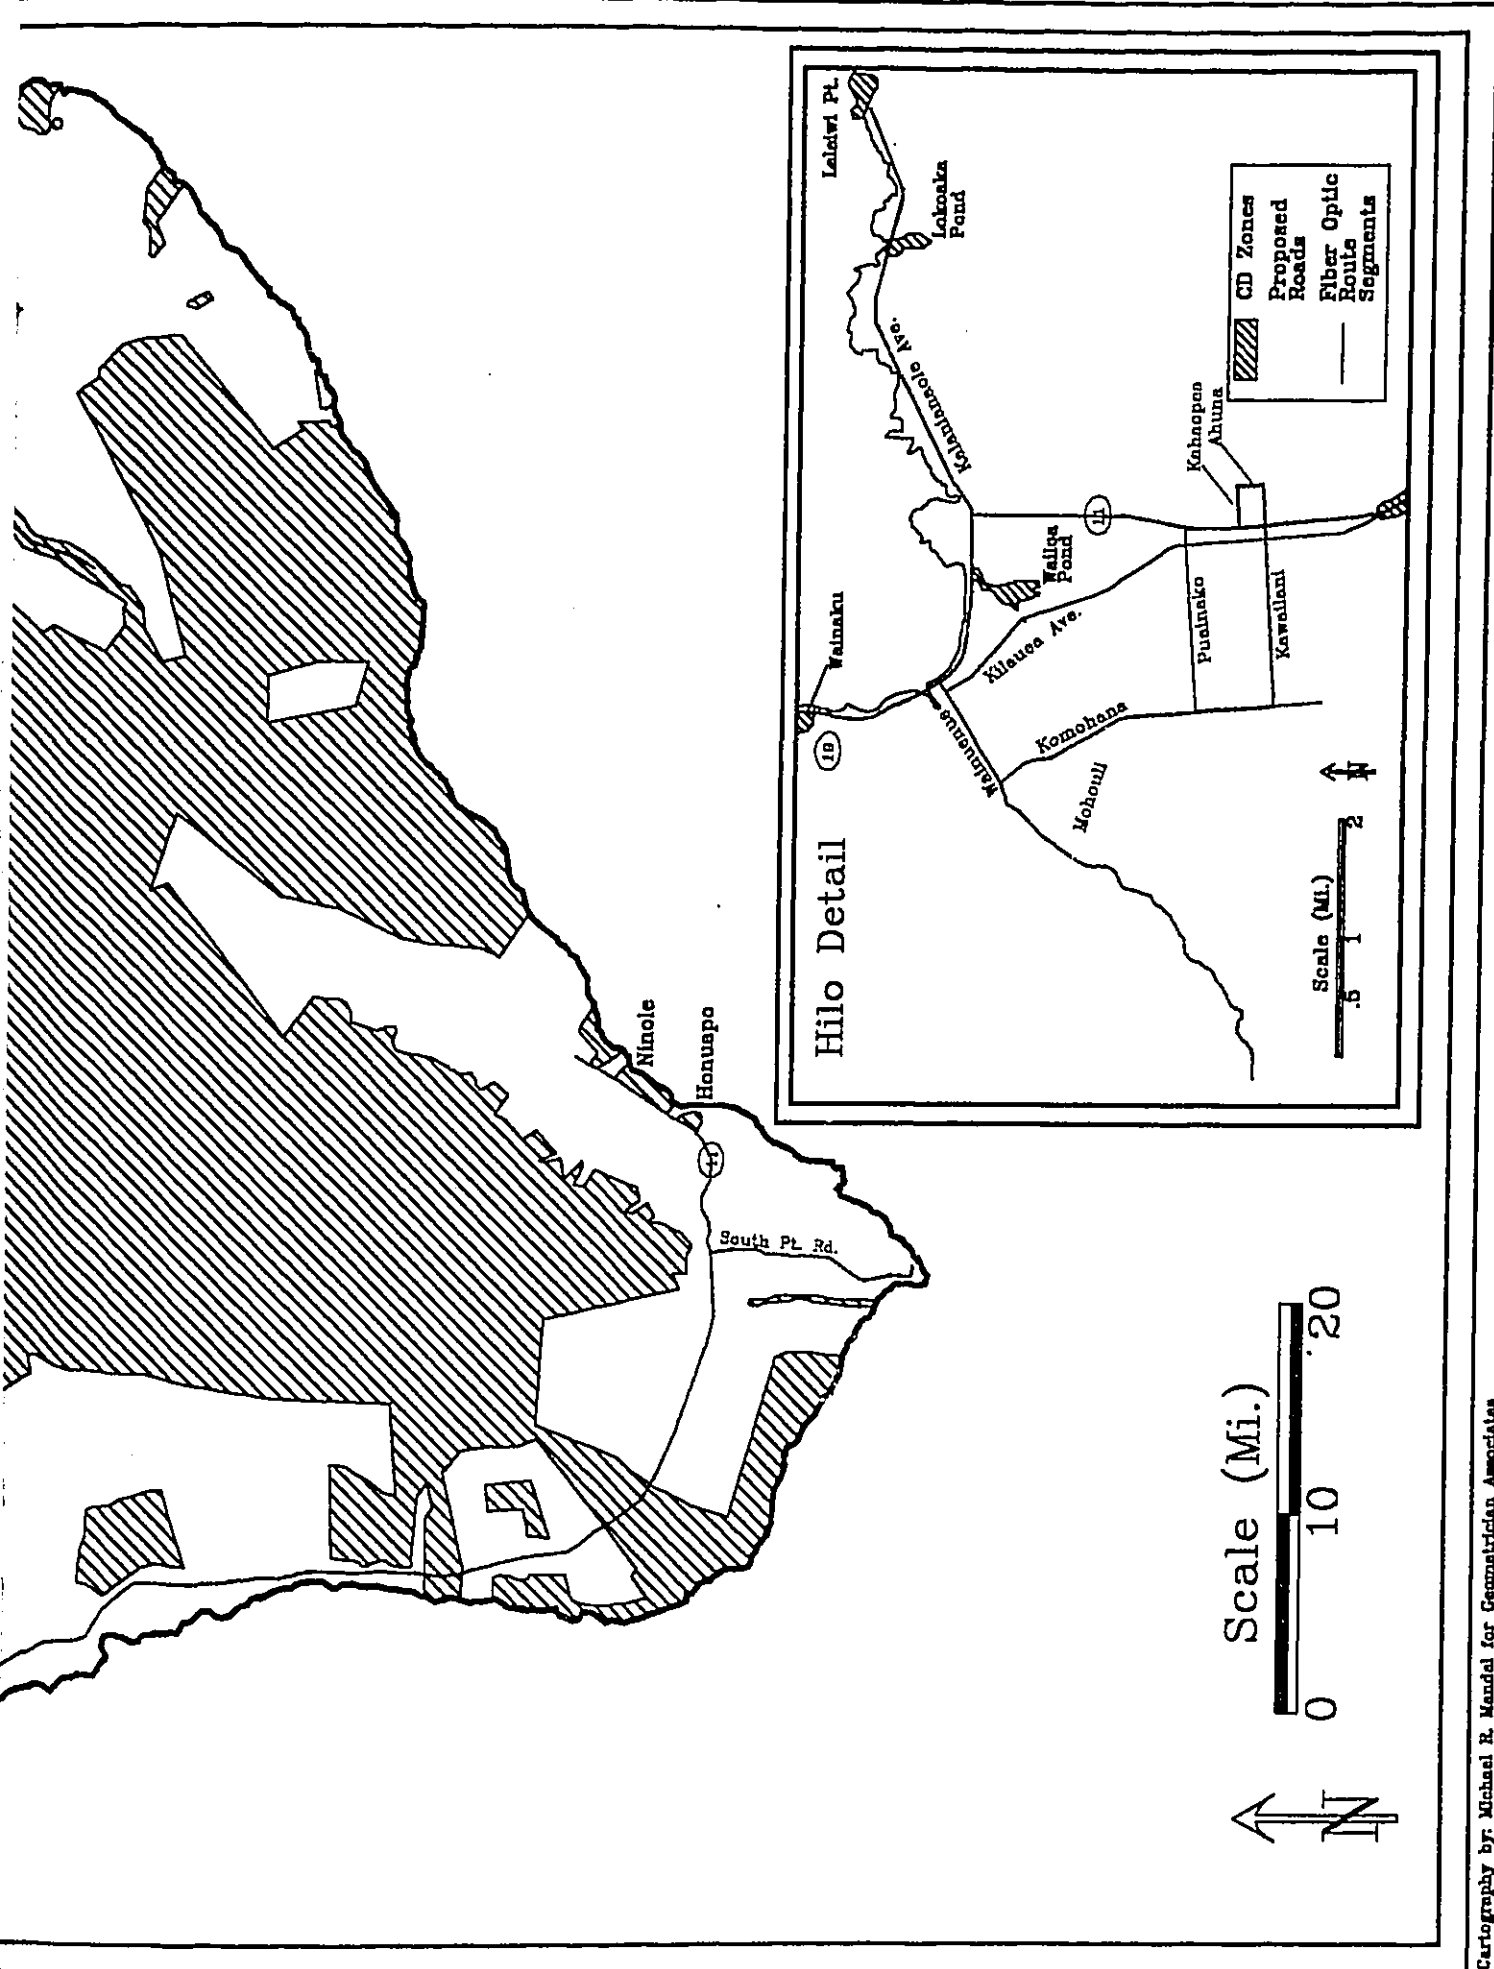 Ninole
Honuapo
11
South Pt. Rd.
Hilo Detail
Leleiwi Pt.
Lokoaka
Pond
Kalanianaole Ave.
Wainaku
19
Wailoa
Pond
11
Kilauea Ave.
Waianuenue
Komohana
Mohouli
Puainako
Kawailani
Kahaopea
Ahuna
CD Zones
Proposed
Roads
Fiber Optic
Route
Segments
N
Scale (Mi.)
.5 1 2
Scale (Mi.)
0 10 20
N
Cartography by: Michael R. Mandal for Geometrician Associates